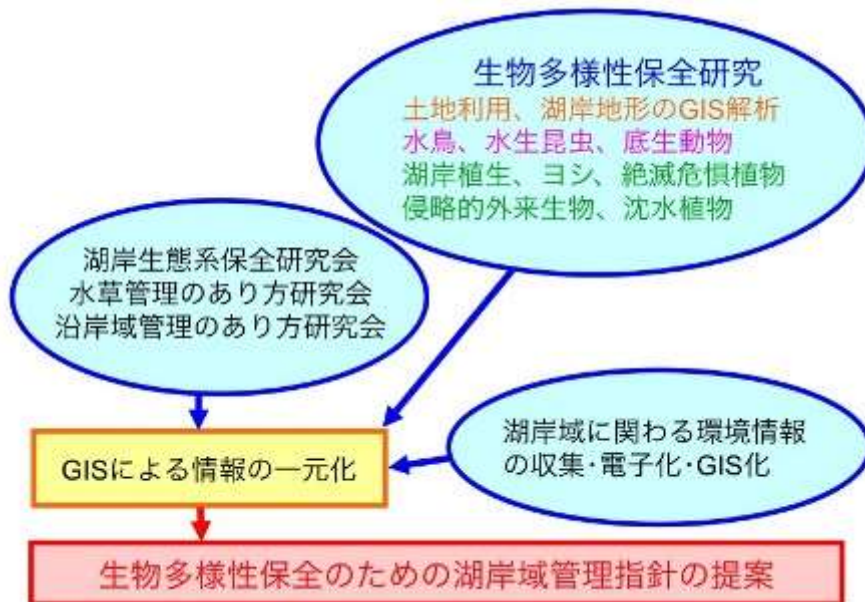 生物多様性保全研究
土地利用、湖岸地形のGIS解析
水鳥、水生昆虫、底生動物
湖岸植生、ヨシ、絶滅危惧植物
侵略的外来生物、沈水植物
湖岸生態系保全研究会
水草管理のあり方研究会
沿岸域管理のあり方研究会
湖岸域に関わる環境情報
の収集・電子化・GIS化
GISによる情報の一元化
生物多様性保全のための湖岸域管理指針の提案